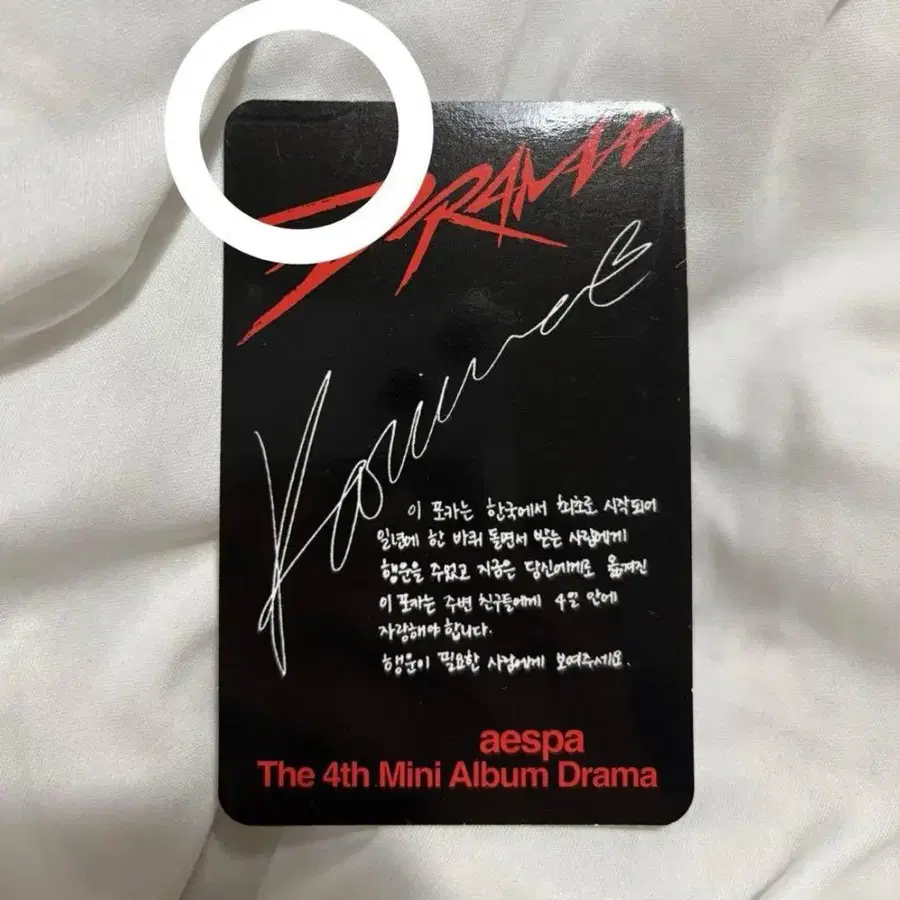 DRAMA
Karina
이 포카는 한국에서 최초로 시작되어
일년에 한 바퀴 돌면서 받는 사람에게
행운을 주었고 지금은 당신에게로 옮겨진
이 포카는 주변 친구들에게 4일 안에
자랑해야 합니다.
행운이 필요한 사람에게 보여주세요.
aespa
The 4th Mini Album Drama